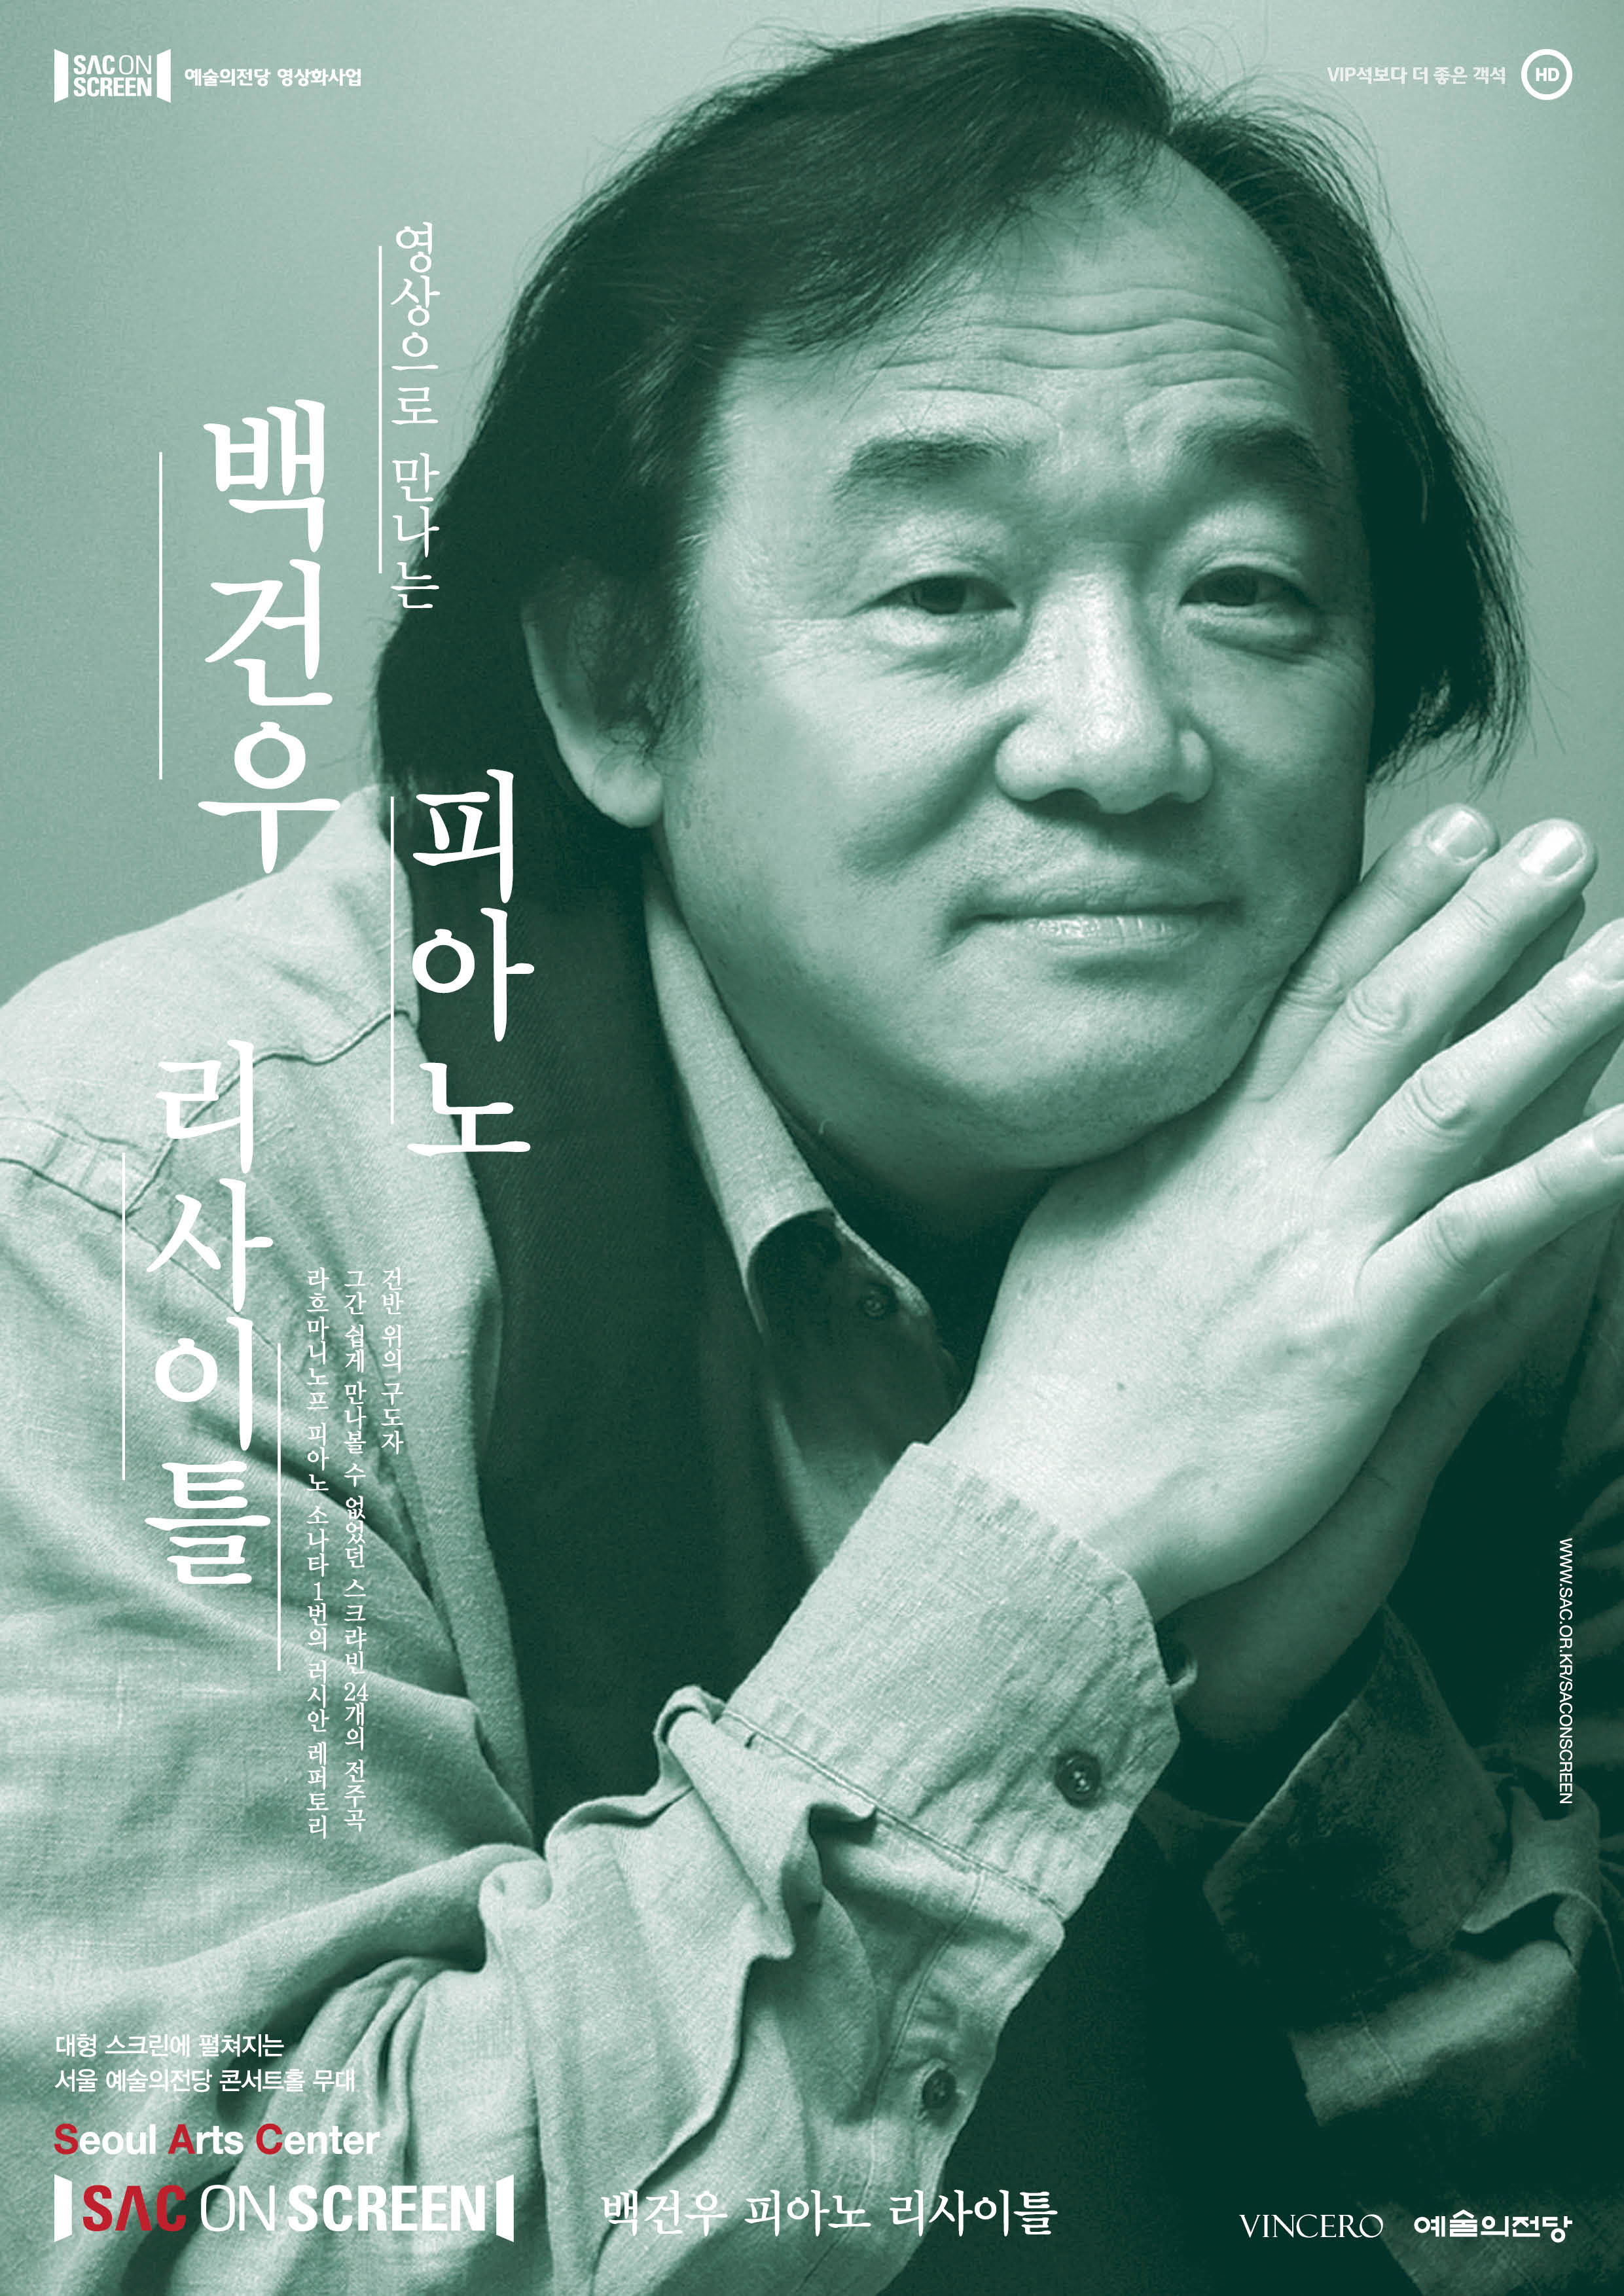 SAC ON
SCREEN
예술의전당 영상화사업
VIP석보다 더 좋은 객석
HD
영상으로 만나는
백건우
피아노
리사이틀
건반 위의 구도자
그간 쉽게 만나볼 수 없었던 스크랴빈 24개의 전주곡
라흐마니노프 피아노 소나타 1번의 러시안 레퍼토리
WWW.SAC.OR.KR/SACONSCREEN
대형 스크린에 펼쳐지는
서울 예술의전당 콘서트홀 무대
Seoul Arts Center
SAC ON SCREEN
백건우 피아노 리사이틀
VINCERO
예술의전당